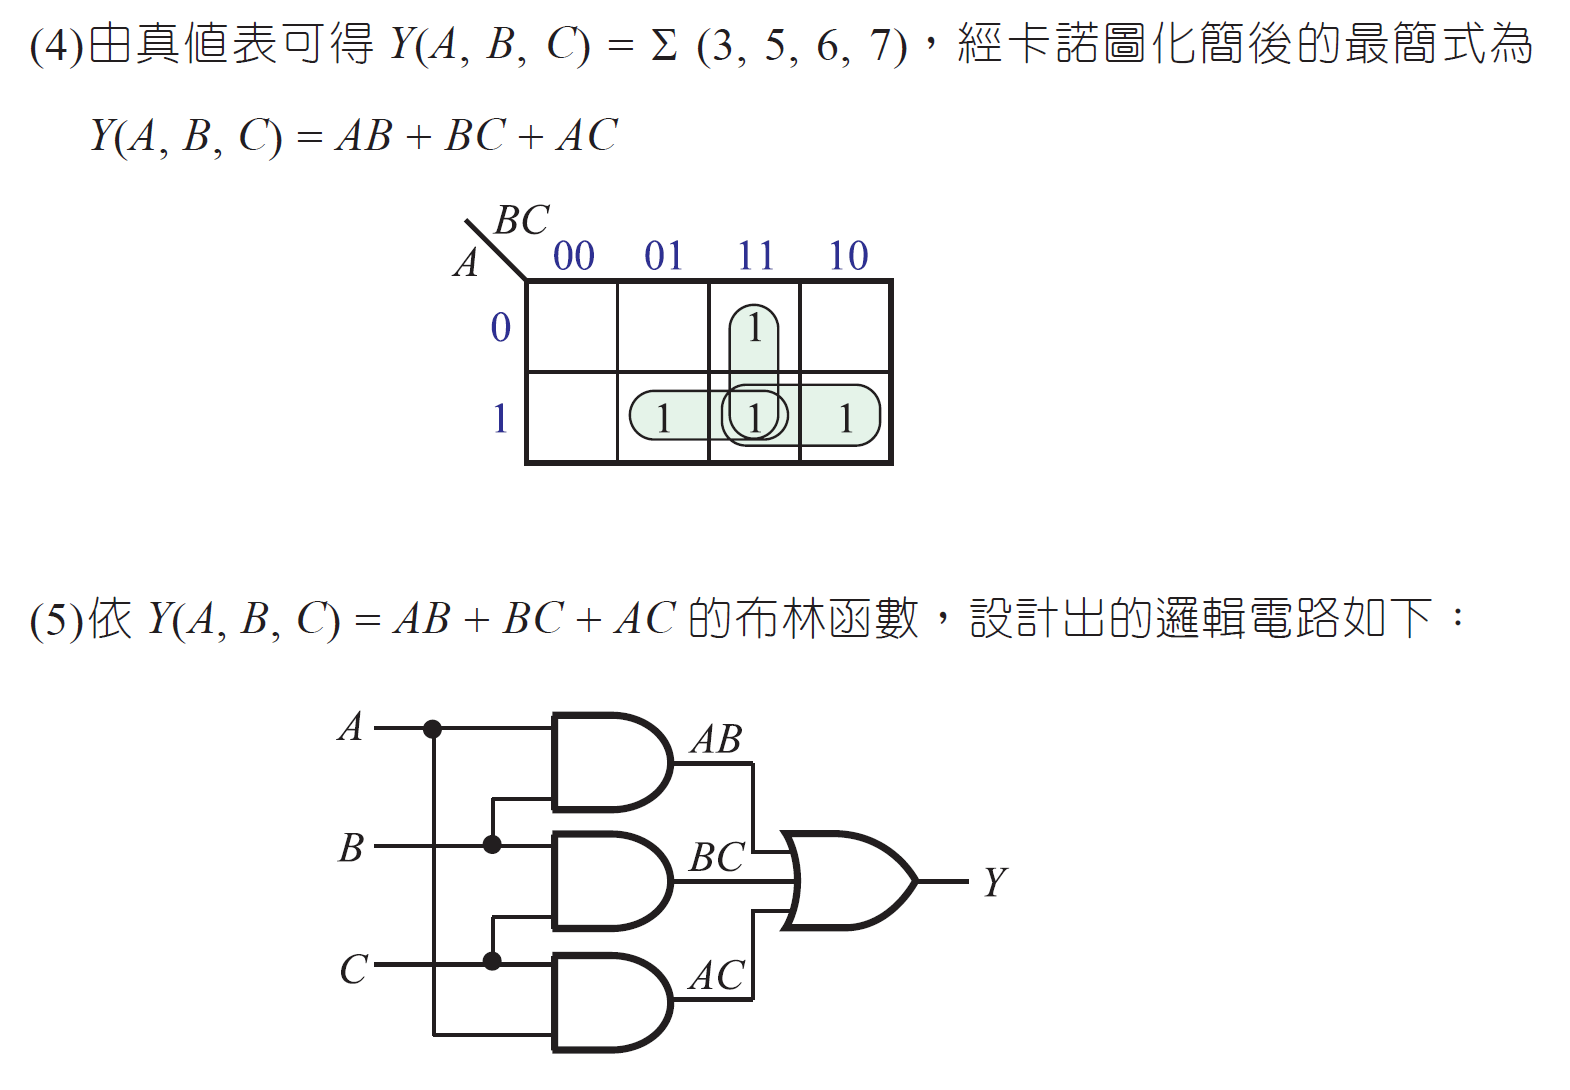 (4)由真值表可得 Y(A, B, C) = Σ (3, 5, 6, 7)，經卡諾圖化簡後的最簡式為
Y(A, B, C) = AB + BC + AC
BC
A
00 01 11 10
0
1
1
1 1 1
(5)依 Y(A, B, C) = AB + BC + AC 的布林函數，設計出的邏輯電路如下：
A
AB
B
BC
Y
C
AC